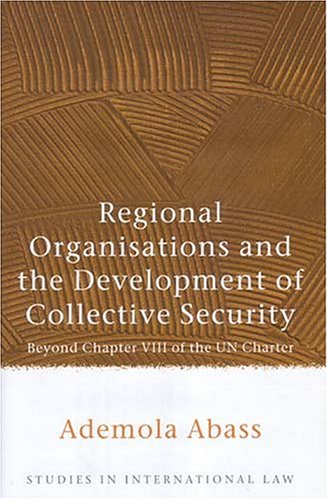 Regional
Organisations and
the Development of
Collective Security
Beyond Chapter VIII of the UN Charter
Ademola Abass
STUDIES IN INTERNATIONAL LAW